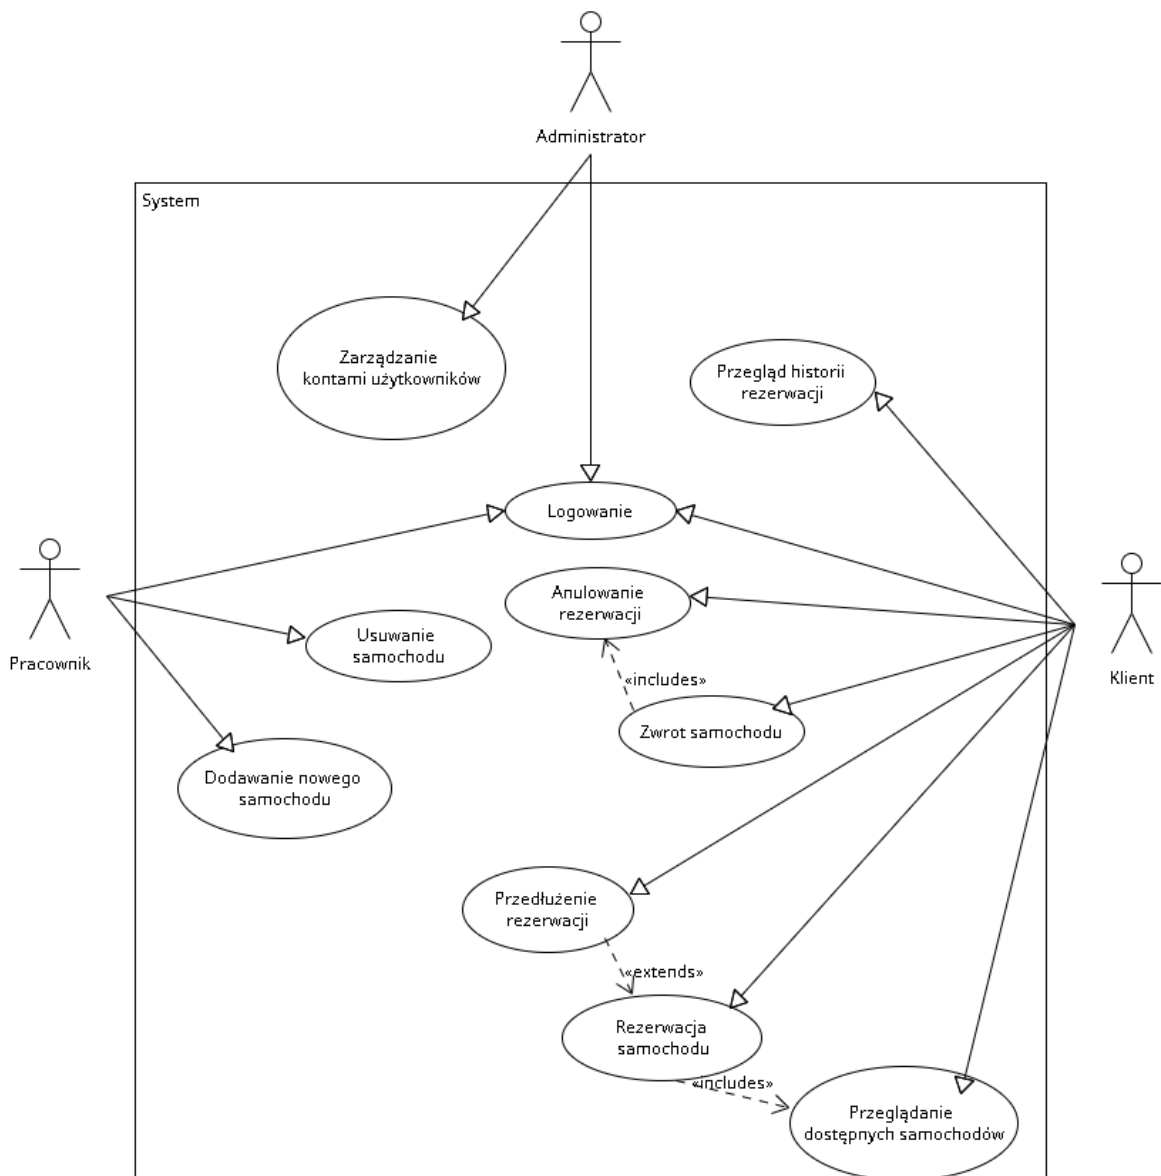 Administrator
System
Zarządzanie
kontami użytkowników
Przegląd historii
rezerwacji
Logowanie
Anulowanie
rezerwacji
Usuwanie
samochodu
Pracownik
Klient
«includes»
Zwrot samochodu
Dodawanie nowego
samochodu
Przedłużenie
rezerwacji
«extends»
Rezerwacja
samochodu
«includes»
Przeglądanie
dostępnych samochodów